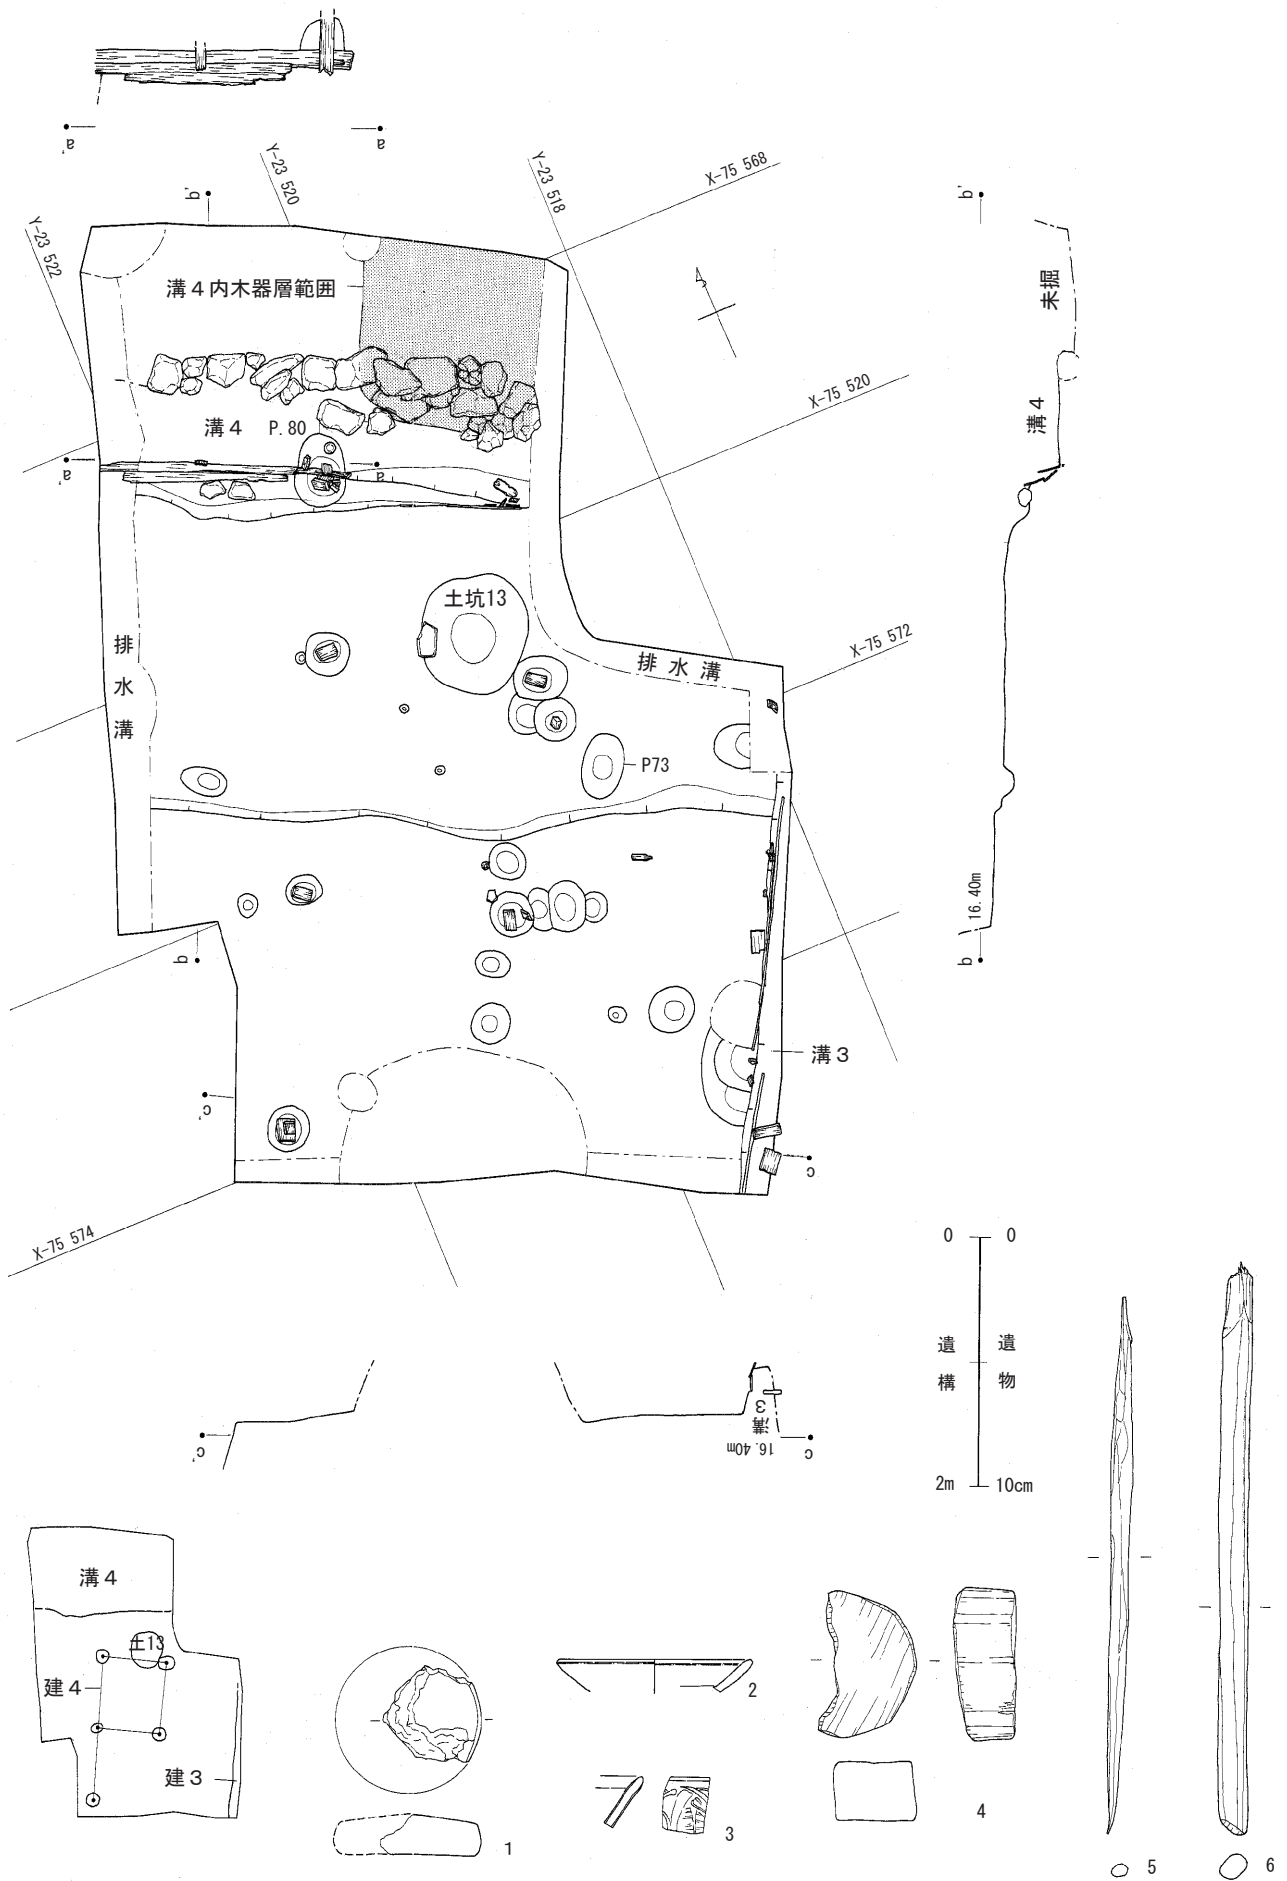 a'
a
b'
Y-23 522
Y-23 520
Y-23 518
X-75 568
b'
溝4内木器層範囲
未掘
X-75 520
溝4
P.80
溝4
a'
a
土坑13
排水溝
排水溝
X-75 572
P73
16.40m
b
b
溝3
c'
c
X-75 574
0
0
遺構
遺物
2m
10cm
c'
溝3
16.40m
c
溝4
土13
建4
建3
1
2
3
4
5
6